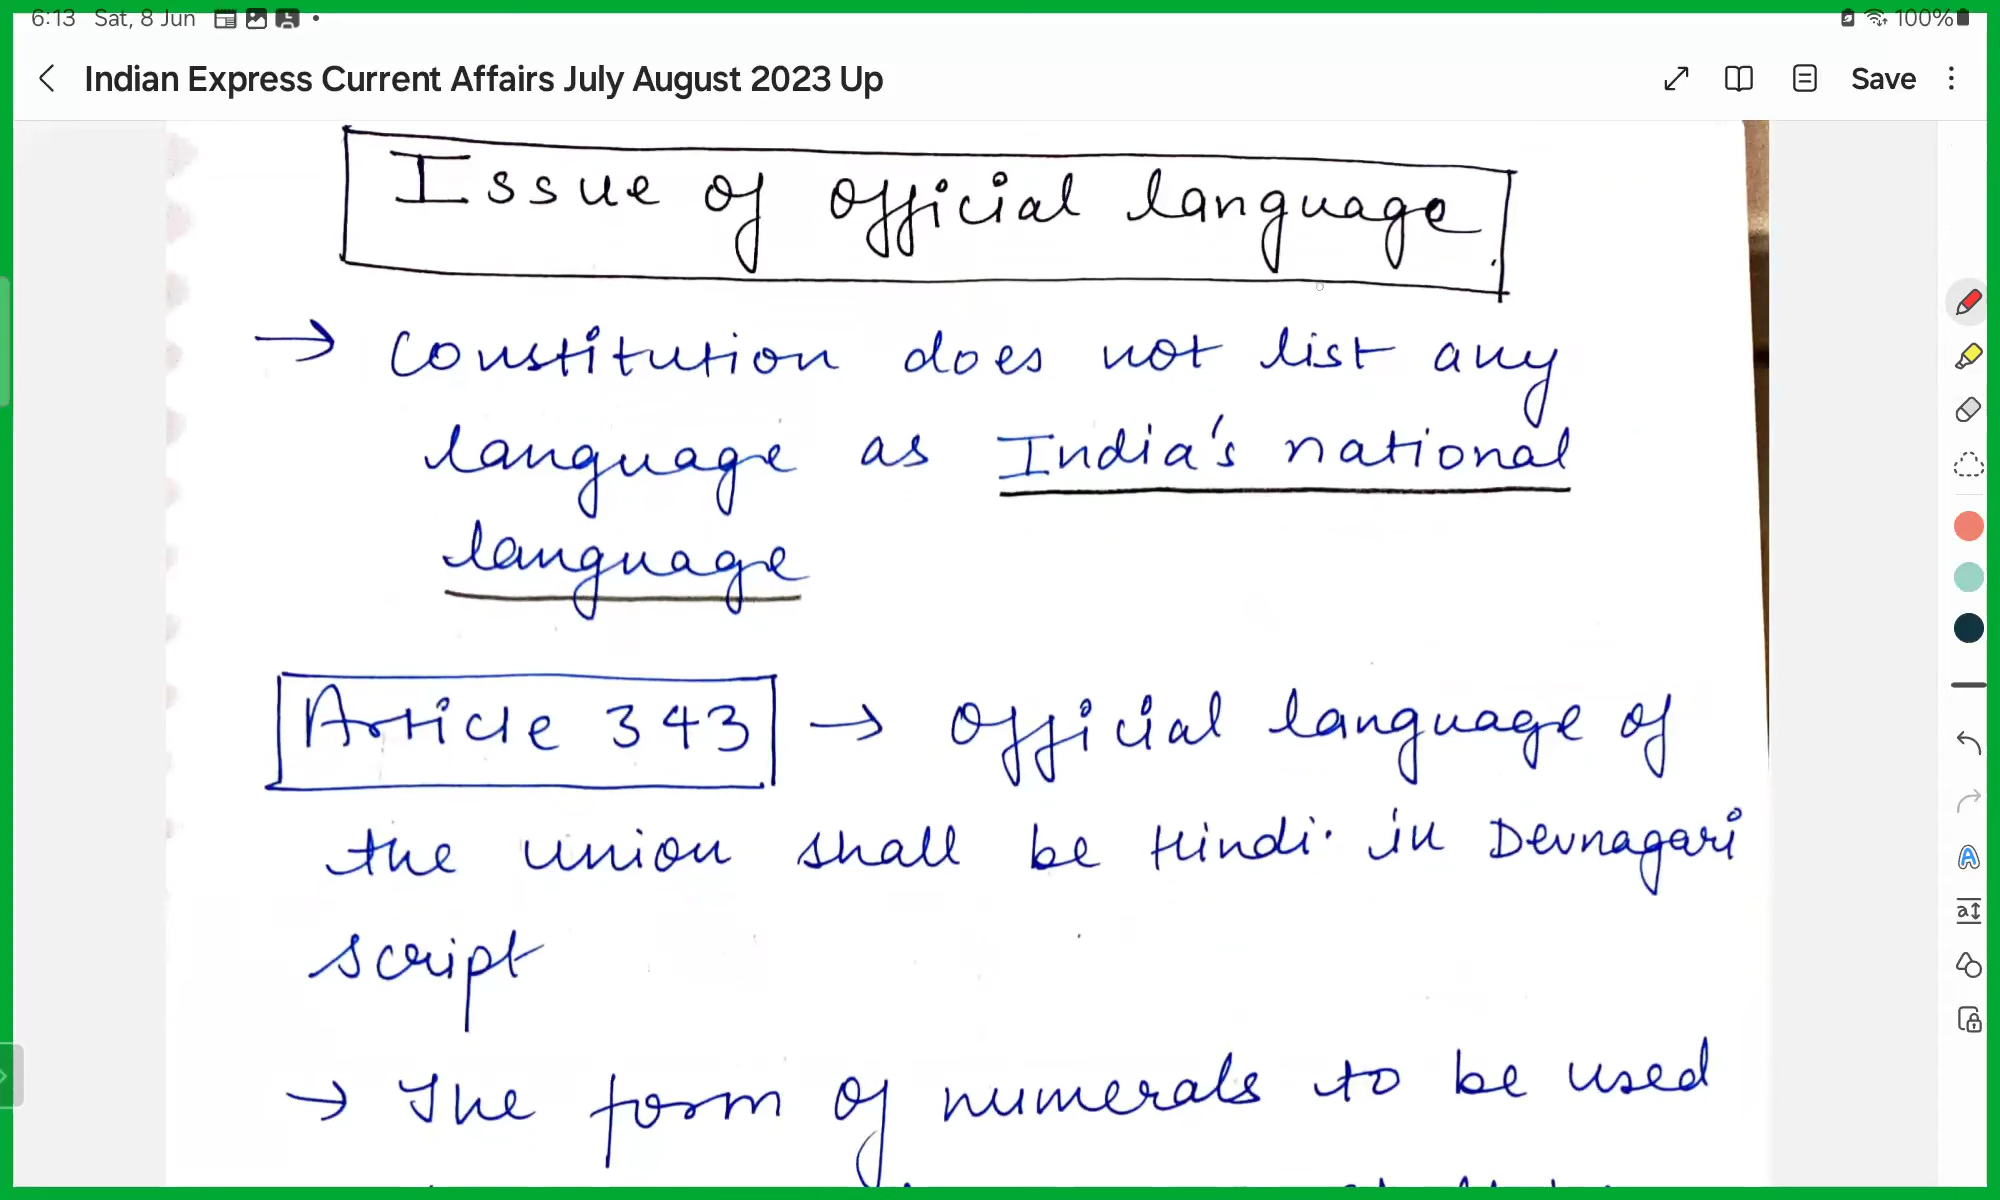 6:13 Sat, 8 Jun
100%
Indian Express Current Affairs July August 2023 Up
Save
Issue of official language
→ Constitution does not list any
language as India's national
language
Article 343 → Official language of
the union shall be Hindi in Devnagari
script
→ The form of numerals to be used